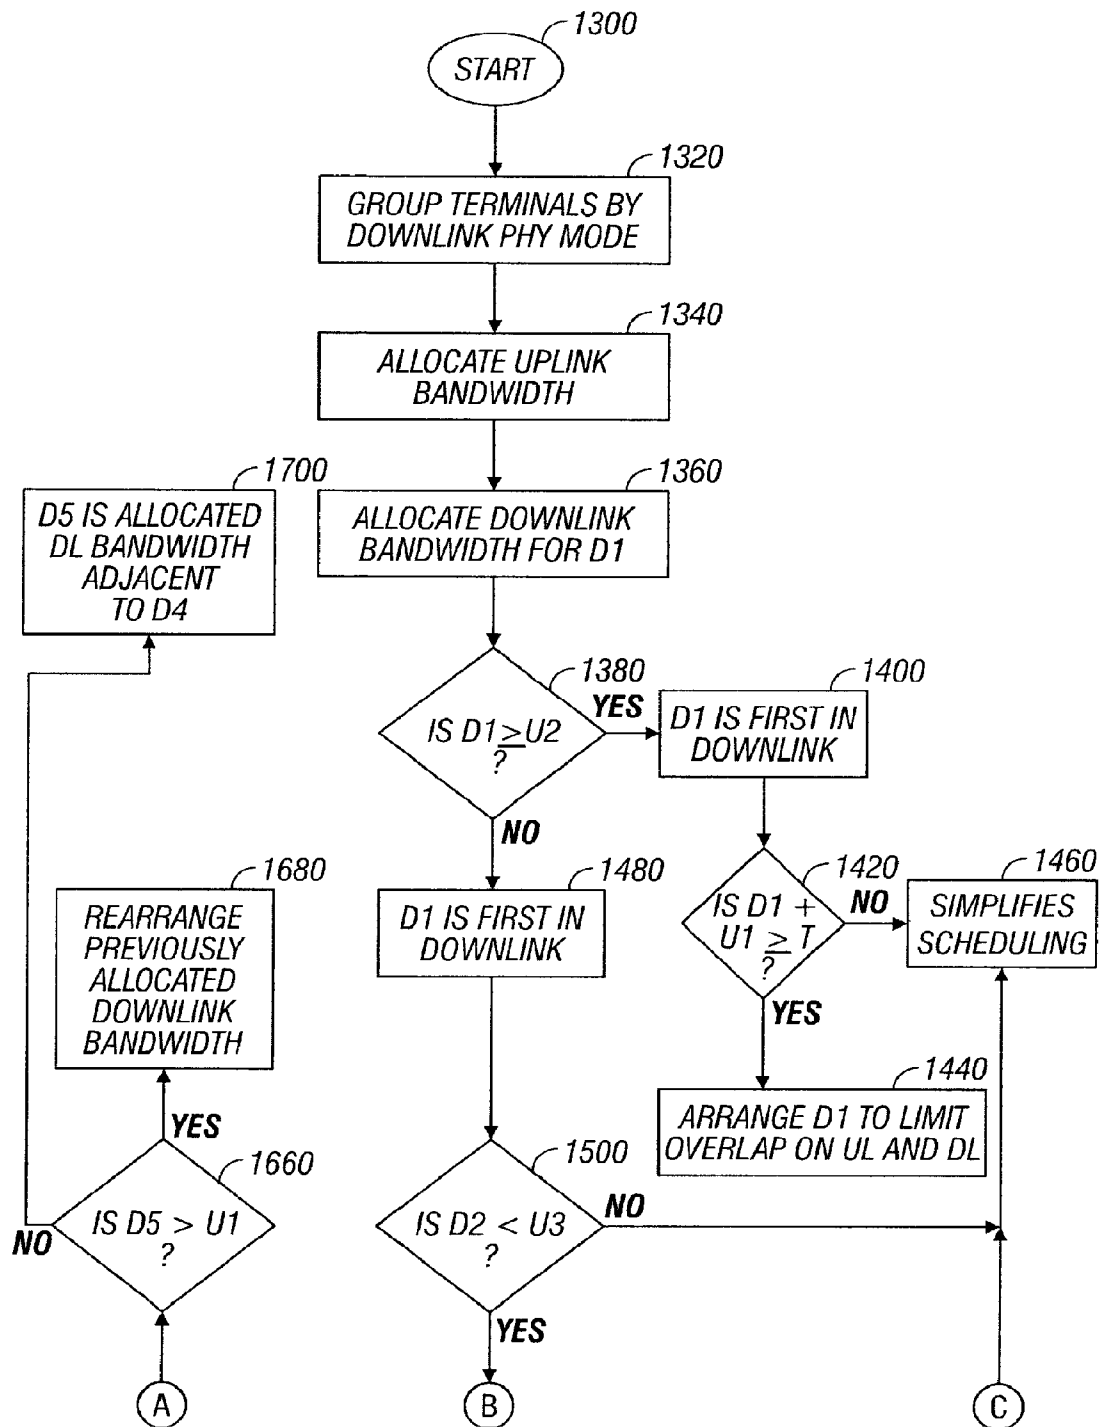 1300
START
1320
GROUP TERMINALS BY
DOWNLINK PHY MODE
1340
ALLOCATE UPLINK
BANDWIDTH
1360
ALLOCATE DOWNLINK
BANDWIDTH FOR D1
1700
D5 IS ALLOCATED
DL BANDWIDTH
ADJACENT
TO D4
1380
IS D1 ≥ U2
?
YES
NO
1400
D1 IS FIRST IN
DOWNLINK
1420
IS D1 +
U1 ≥ T
?
NO
YES
1460
SIMPLIFIES
SCHEDULING
1440
ARRANGE D1 TO LIMIT
OVERLAP ON UL AND DL
1480
D1 IS FIRST IN
DOWNLINK
1500
IS D2 < U3
?
NO
YES
1680
REARRANGE
PREVIOUSLY
ALLOCATED
DOWNLINK
BANDWIDTH
YES
1660
IS D5 > U1
?
NO
A
B
C